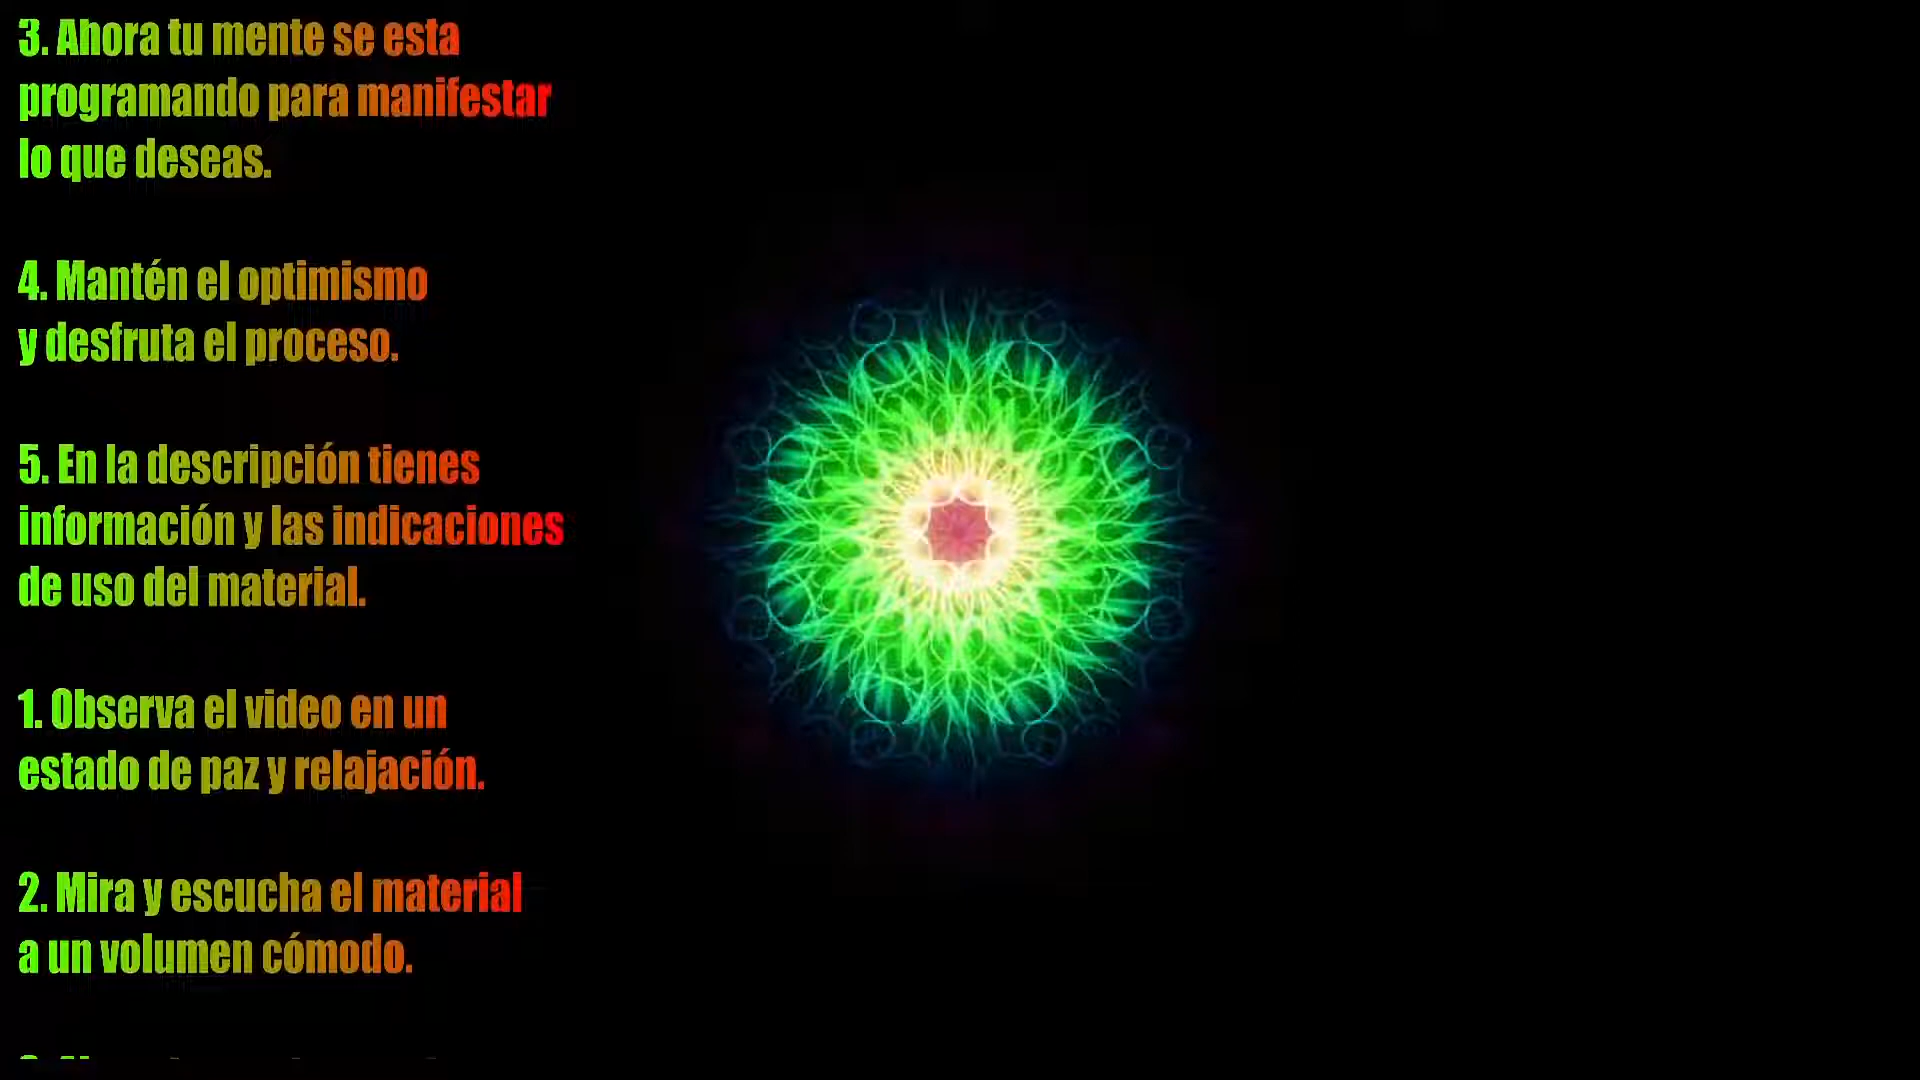 3. Ahora tu mente se esta
programando para manifestar
lo que deseas.
4. Mantén el optimismo
y desfruta el proceso.
5. En la descripción tienes
información y las indicaciones
de uso del material.
1. Observa el video en un
estado de paz y relajación.
2. Mira y escucha el material
a un volumen cómodo.